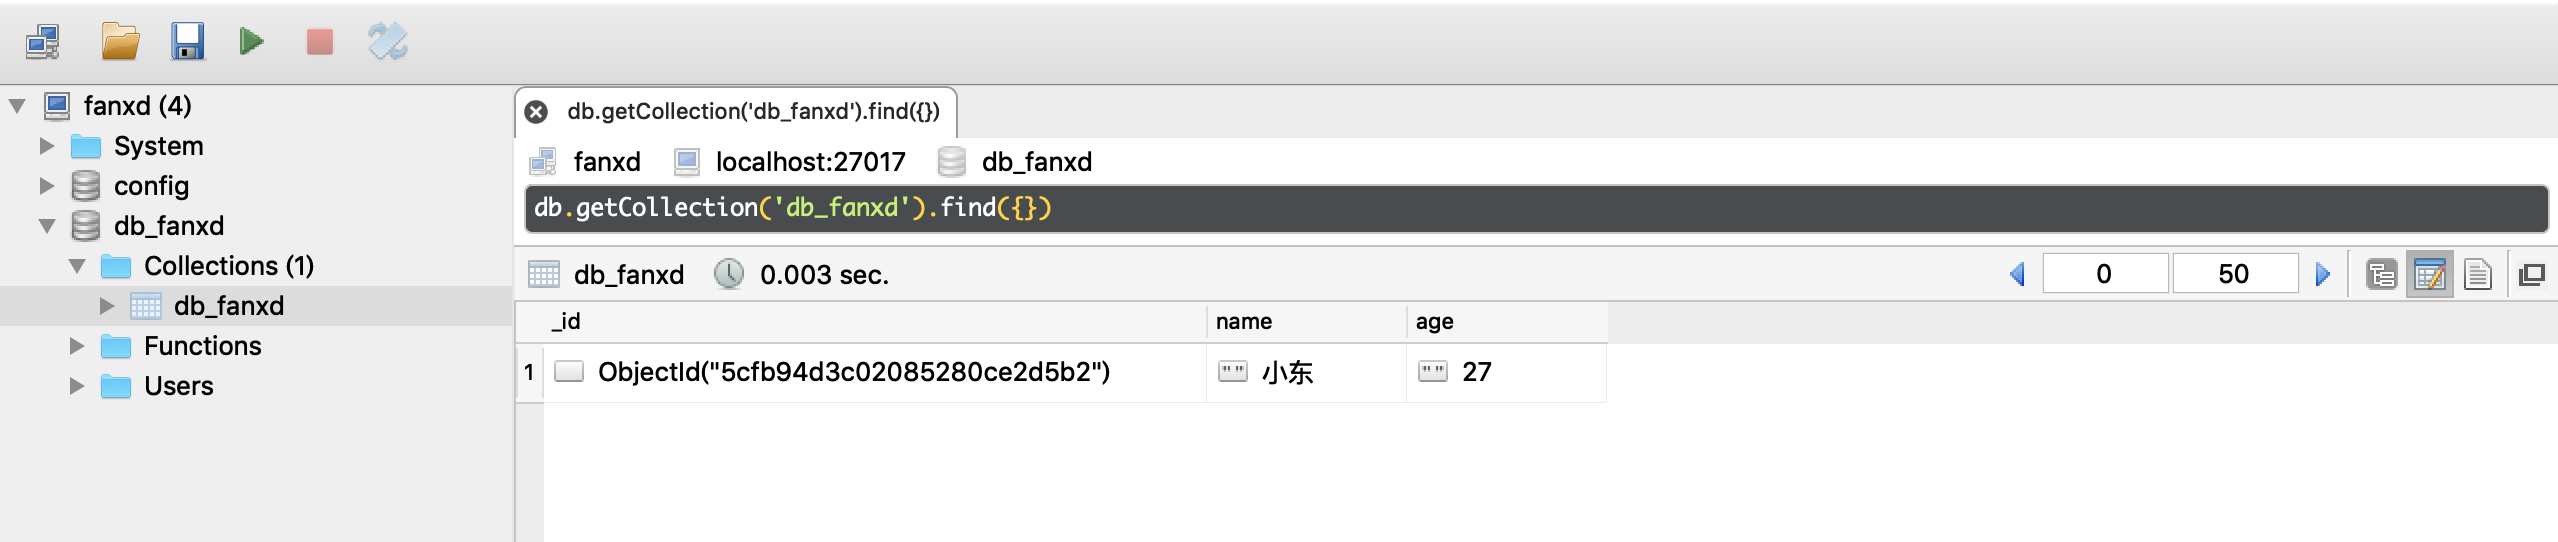 fanxd (4)
System
config
db_fanxd
Collections (1)
db_fanxd
Functions
Users
db.getCollection('db_fanxd').find({})
fanxd localhost:27017 db_fanxd
db.getCollection('db_fanxd').find({})
db_fanxd 0.003 sec. 0 50
_id name age
1 ObjectId("5cfb94d3c02085280ce2d5b2") "" 小东 "" 27